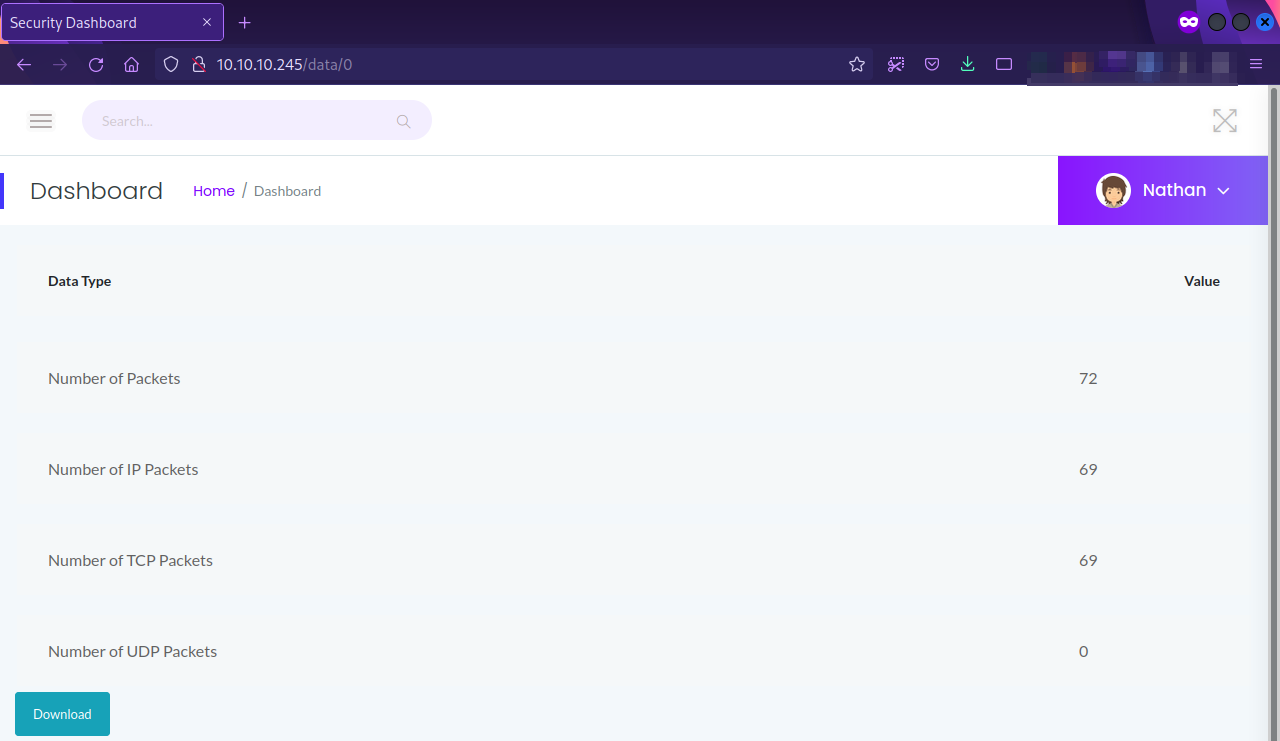 Security Dashboard
10.10.10.245/data/0
Search...
Dashboard Home / Dashboard Nathan
Data Type Value
Number of Packets 72
Number of IP Packets 69
Number of TCP Packets 69
Number of UDP Packets 0
Download